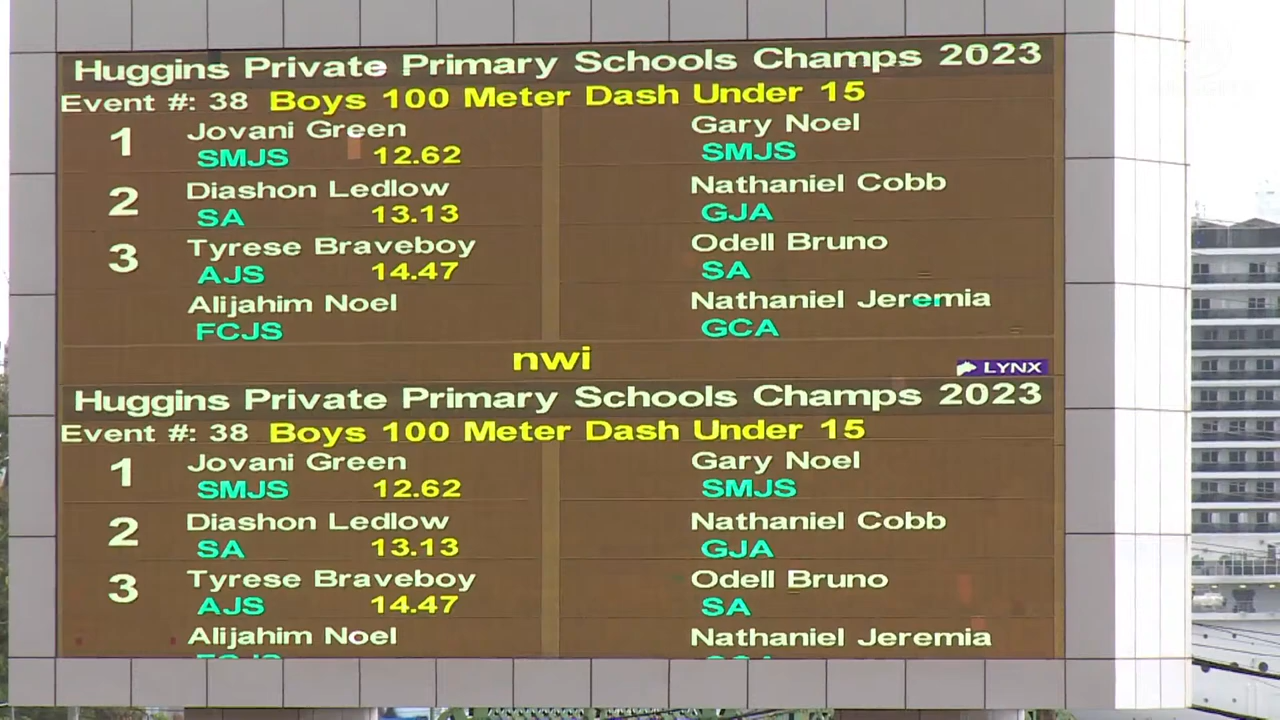 Huggins Private Primary Schools Champs 2023
Event #: 38 Boys 100 Meter Dash Under 15
1 Jovani Green
SMJS 12.62
2 Diashon Ledlow
SA 13.13
3 Tyrese Braveboy
AJS 14.47
Alijahim Noel
FCJS
Gary Noel
SMJS
Nathaniel Cobb
GJA
Odell Bruno
SA
Nathaniel Jeremia
GCA
nwi
LYNX
Huggins Private Primary Schools Champs 2023
Event #: 38 Boys 100 Meter Dash Under 15
1 Jovani Green
SMJS 12.62
2 Diashon Ledlow
SA 13.13
3 Tyrese Braveboy
AJS 14.47
Alijahim Noel
Gary Noel
SMJS
Nathaniel Cobb
GJA
Odell Bruno
SA
Nathaniel Jeremia